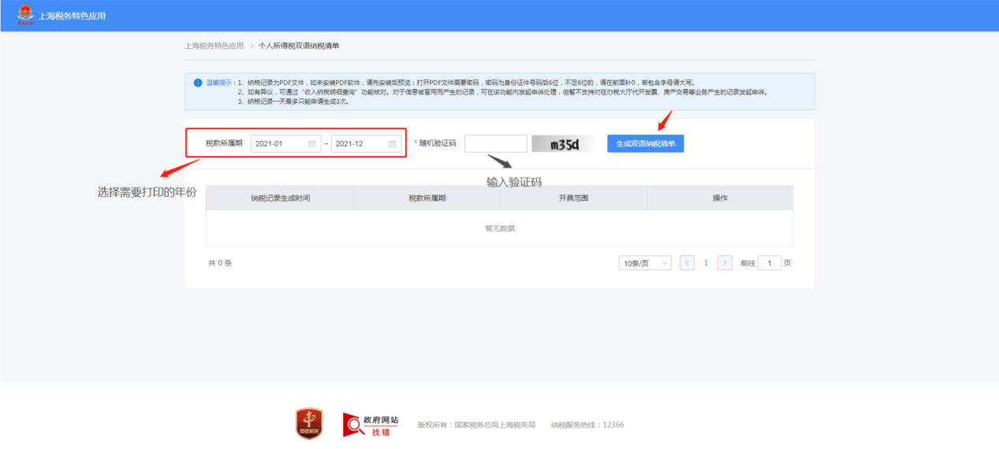 上海税务特色应用
上海税务特色应用 > 个人所得税双语纳税清单
温馨提示：1、纳税记录为PDF文件，如未安装PDF软件，请先安装后预览；打开PDF文件需要密码，密码为身份证件号码后6位，不足6位的，请在前面补0，若包含字母请大写。
2、如有异议，可通过“收入纳税明细查询”功能核对。对于信息被冒用而产生的记录，可在该功能内发起申诉处理，但暂不支持对在办税大厅代开发票、房产交易等业务产生的记录发起申诉。
3、纳税记录一天最多只能申请生成3次。
税款所属期 2021-01 - 2021-12 * 随机验证码 m35d 生成双语纳税清单
选择需要打印的年份
输入验证码
纳税记录生成时间 税款所属期 开具范围 操作
暂无数据
共 0 条 10条/页 < 1 > 前往 1 页
党政机关
政府网站
找错
版权所有：国家税务总局上海税务局 纳税服务热线：12366